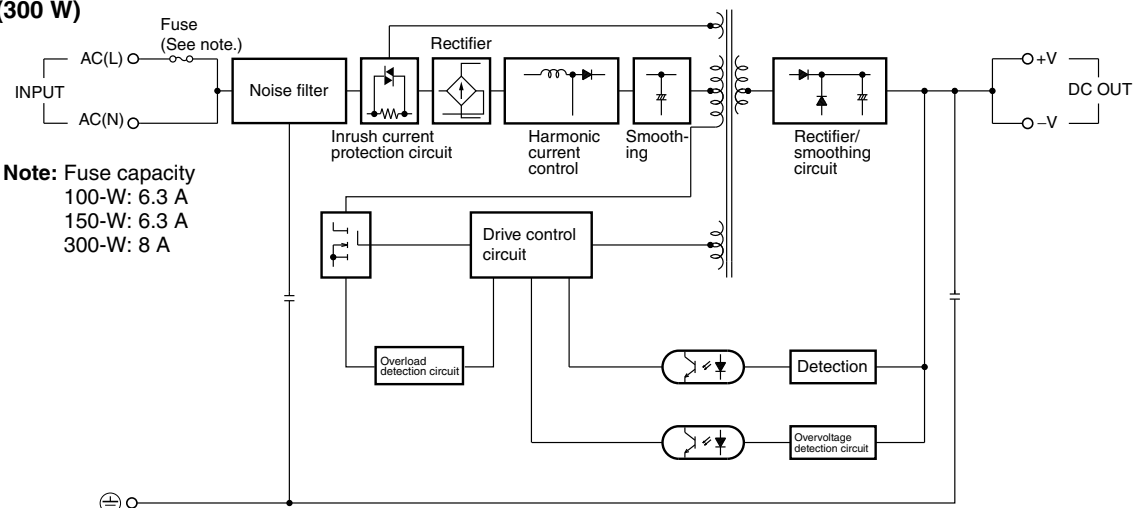 (300 W)
Fuse
(See note.)
AC(L)
INPUT
AC(N)
Noise filter
Inrush current
protection circuit
Rectifier
Harmonic
current
control
Smooth-
ing
Rectifier/
smoothing
circuit
+V
DC OUT
−V
Note: Fuse capacity
100-W: 6.3 A
150-W: 6.3 A
300-W: 8 A
Drive control
circuit
Overload
detection circuit
Detection
Overvoltage
detection circuit